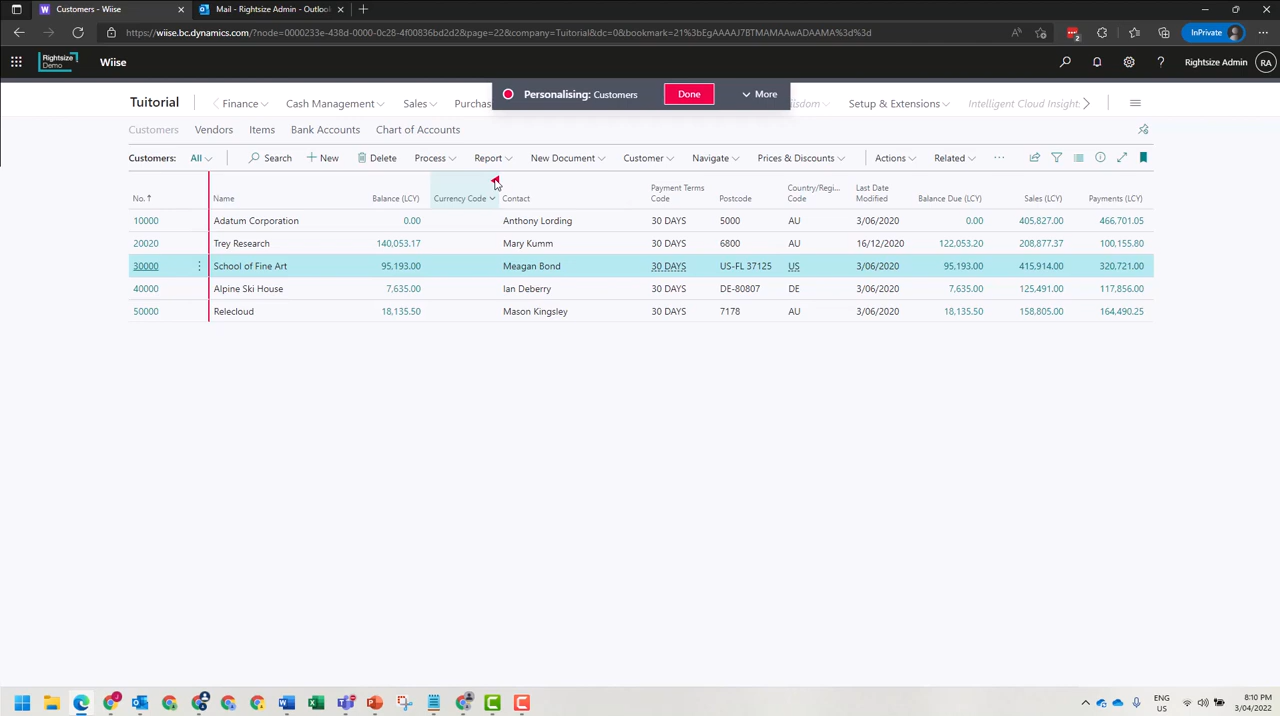 Customers - Wiise
Mail - Rightsize Admin - Outlook
https://wiise.bc.dynamics.com/?node=0000233e-438d-0000-0c28-4f00836bd2d2&page=22&company=Tuitorial&dc=0&bookmark=21%3bEgAAAAJ7BTMAMAAwADAAMA%3d%3d
2
InPrivate
Rightsize
Demo
Wiise
Rightsize Admin
RA
Personalising: Customers
Done
More
Tuitorial
Finance
Cash Management
Sales
Purchas
isdom
Setup & Extensions
Intelligent Cloud Insight:
Customers
Vendors
Items
Bank Accounts
Chart of Accounts
Customers: All
Search
New
Delete
Process
Report
New Document
Customer
Navigate
Prices & Discounts
Actions
Related
No. ↑
Name
Balance (LCY)
Currency Code
Contact
Payment Terms
Code
Postcode
Country/Regi...
Code
Last Date
Modified
Balance Due (LCY)
Sales (LCY)
Payments (LCY)
10000 Adatum Corporation 0.00 Anthony Lording 30 DAYS 5000 AU 3/06/2020 0.00 405,827.00 466,701.05
20020 Trey Research 140,053.17 Mary Kumm 30 DAYS 6800 AU 16/12/2020 122,053.20 208,877.37 100,155.80
30000 School of Fine Art 95,193.00 Meagan Bond 30 DAYS US-FL 37125 US 3/06/2020 95,193.00 415,914.00 320,721.00
40000 Alpine Ski House 7,635.00 Ian Deberry 30 DAYS DE-80807 DE 3/06/2020 7,635.00 125,491.00 117,856.00
50000 Relecloud 18,135.50 Mason Kingsley 30 DAYS 7178 AU 3/06/2020 18,135.50 158,805.00 164,490.25
ENG
US
8:10 PM
3/04/2022